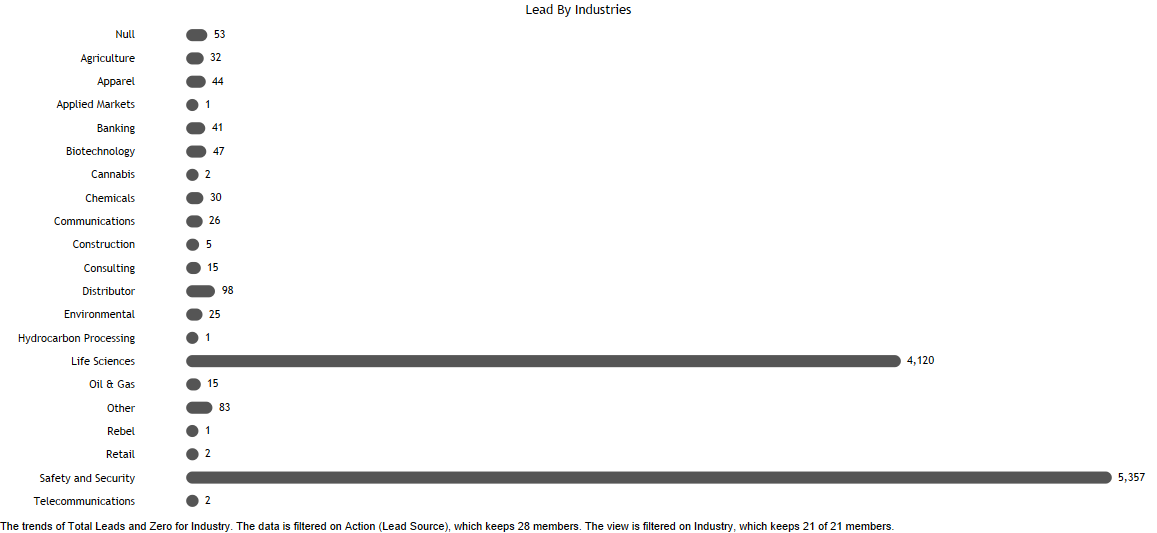 Lead By Industries
Null 53
Agriculture 32
Apparel 44
Applied Markets 1
Banking 41
Biotechnology 47
Cannabis 2
Chemicals 30
Communications 26
Construction 5
Consulting 15
Distributor 98
Environmental 25
Hydrocarbon Processing 1
Life Sciences 4,120
Oil & Gas 15
Other 83
Rebel 1
Retail 2
Safety and Security 5,357
Telecommunications 2
The trends of Total Leads and Zero for Industry. The data is filtered on Action (Lead Source), which keeps 28 members. The view is filtered on Industry, which keeps 21 of 21 members.